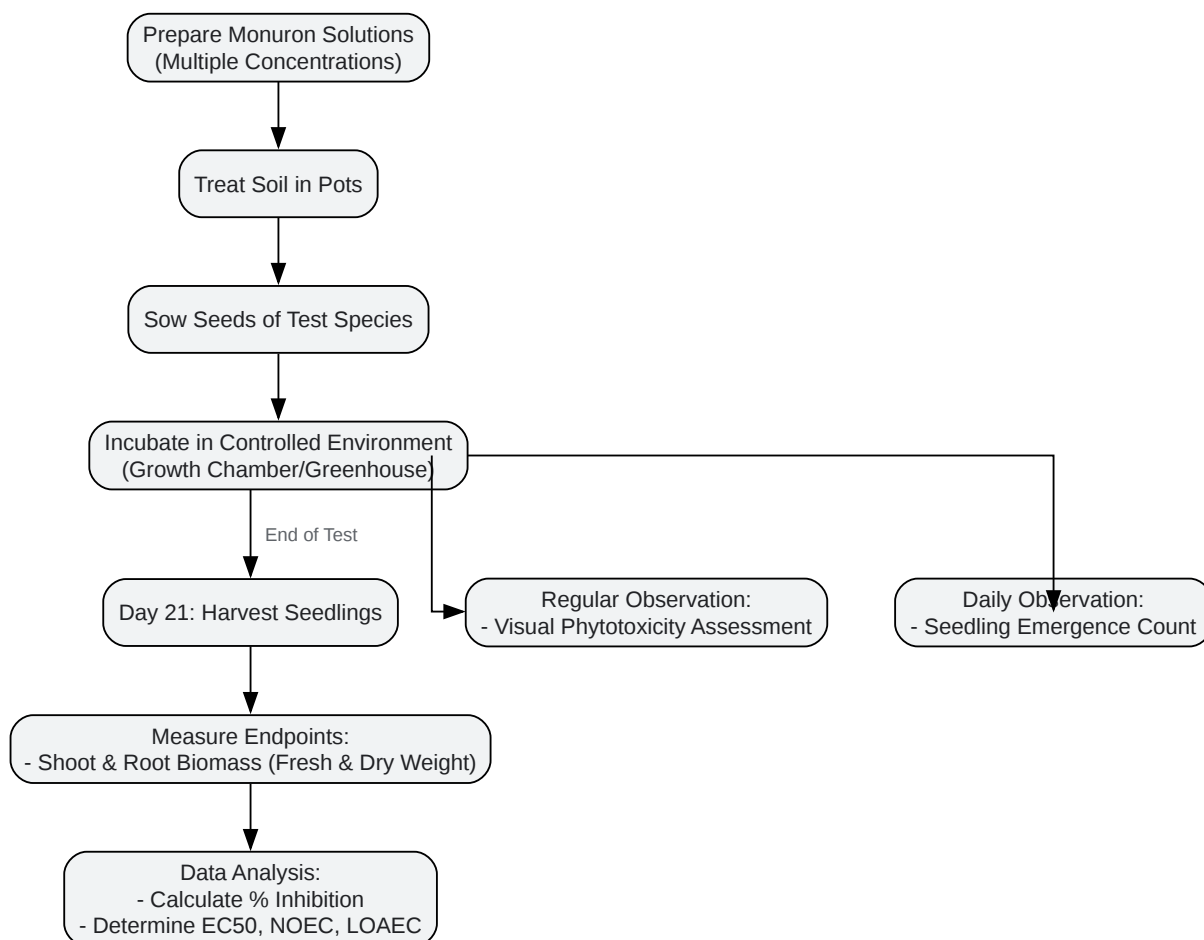 Prepare Monuron Solutions
(Multiple Concentrations)
Treat Soil in Pots
Sow Seeds of Test Species
Incubate in Controlled Environment
(Growth Chamber/Greenhouse)
End of Test
Day 21: Harvest Seedlings
Regular Observation:
- Visual Phytotoxicity Assessment
Daily Observation:
- Seedling Emergence Count
Measure Endpoints:
- Shoot & Root Biomass (Fresh & Dry Weight)
Data Analysis:
- Calculate % Inhibition
- Determine EC50, NOEC, LOAEC